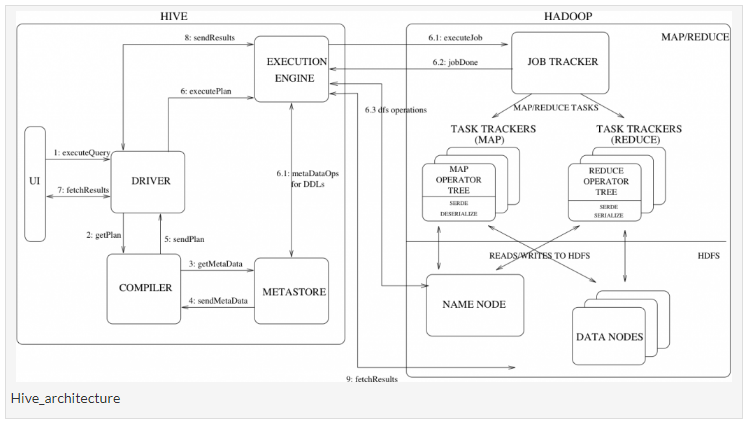 HIVE
HADOOP
8: sendResults
6.1: executeJob
MAP/REDUCE
EXECUTION
ENGINE
6.2: jobDone
JOB TRACKER
6: executePlan
6.3 dfs operations
MAP/REDUCE TASKS
TASK TRACKERS
(MAP)
TASK TRACKERS
(REDUCE)
1: executeQuery
UI
DRIVER
7: fetchResults
6.1: metaDataOps
for DDLs
MAP
OPERATOR
TREE
SERDE
DESERIALIZE
REDUCE
OPERATOR
TREE
SERDE
SERIALIZE
2: getPlan
5: sendPlan
3: getMetaData
READS/WRITES TO HDFS
HDFS
COMPILER
METASTORE
4: sendMetaData
NAME NODE
DATA NODES
9: fetchResults
Hive_architecture